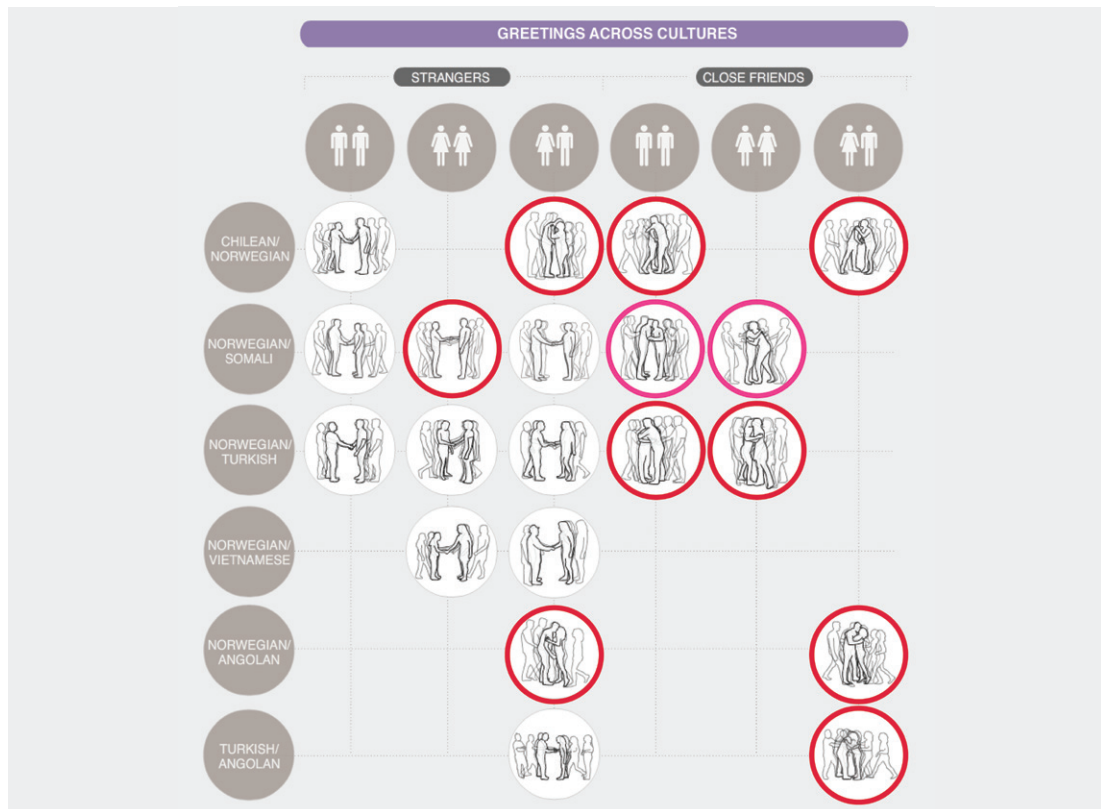 GREETINGS ACROSS CULTURES
STRANGERS
CLOSE FRIENDS
CHILEAN/
NORWEGIAN
NORWEGIAN/
SOMALI
NORWEGIAN/
TURKISH
NORWEGIAN/
VIETNAMESE
NORWEGIAN/
ANGOLAN
TURKISH/
ANGOLAN